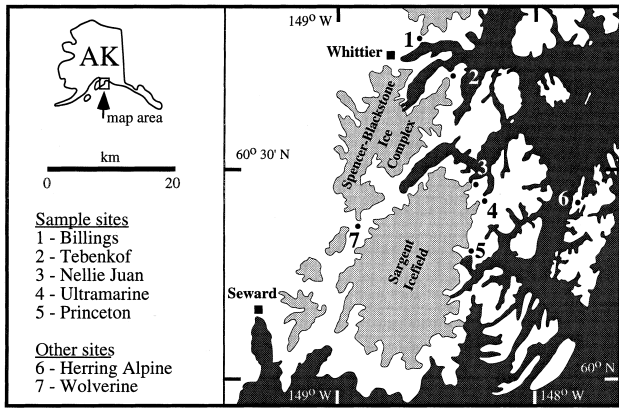 AK
map area
km
0 20
Sample sites
1 - Billings
2 - Tebenkof
3 - Nellie Juan
4 - Ultramarine
5 - Princeton
Other sites
6 - Herring Alpine
7 - Wolverine
149° W
1
Whittier
2
Spencer-Blackstone
Ice
Complex
60° 30' N
3
4
6
7
5
Sargent
Icefield
Seward
60° N
149° W
148° W